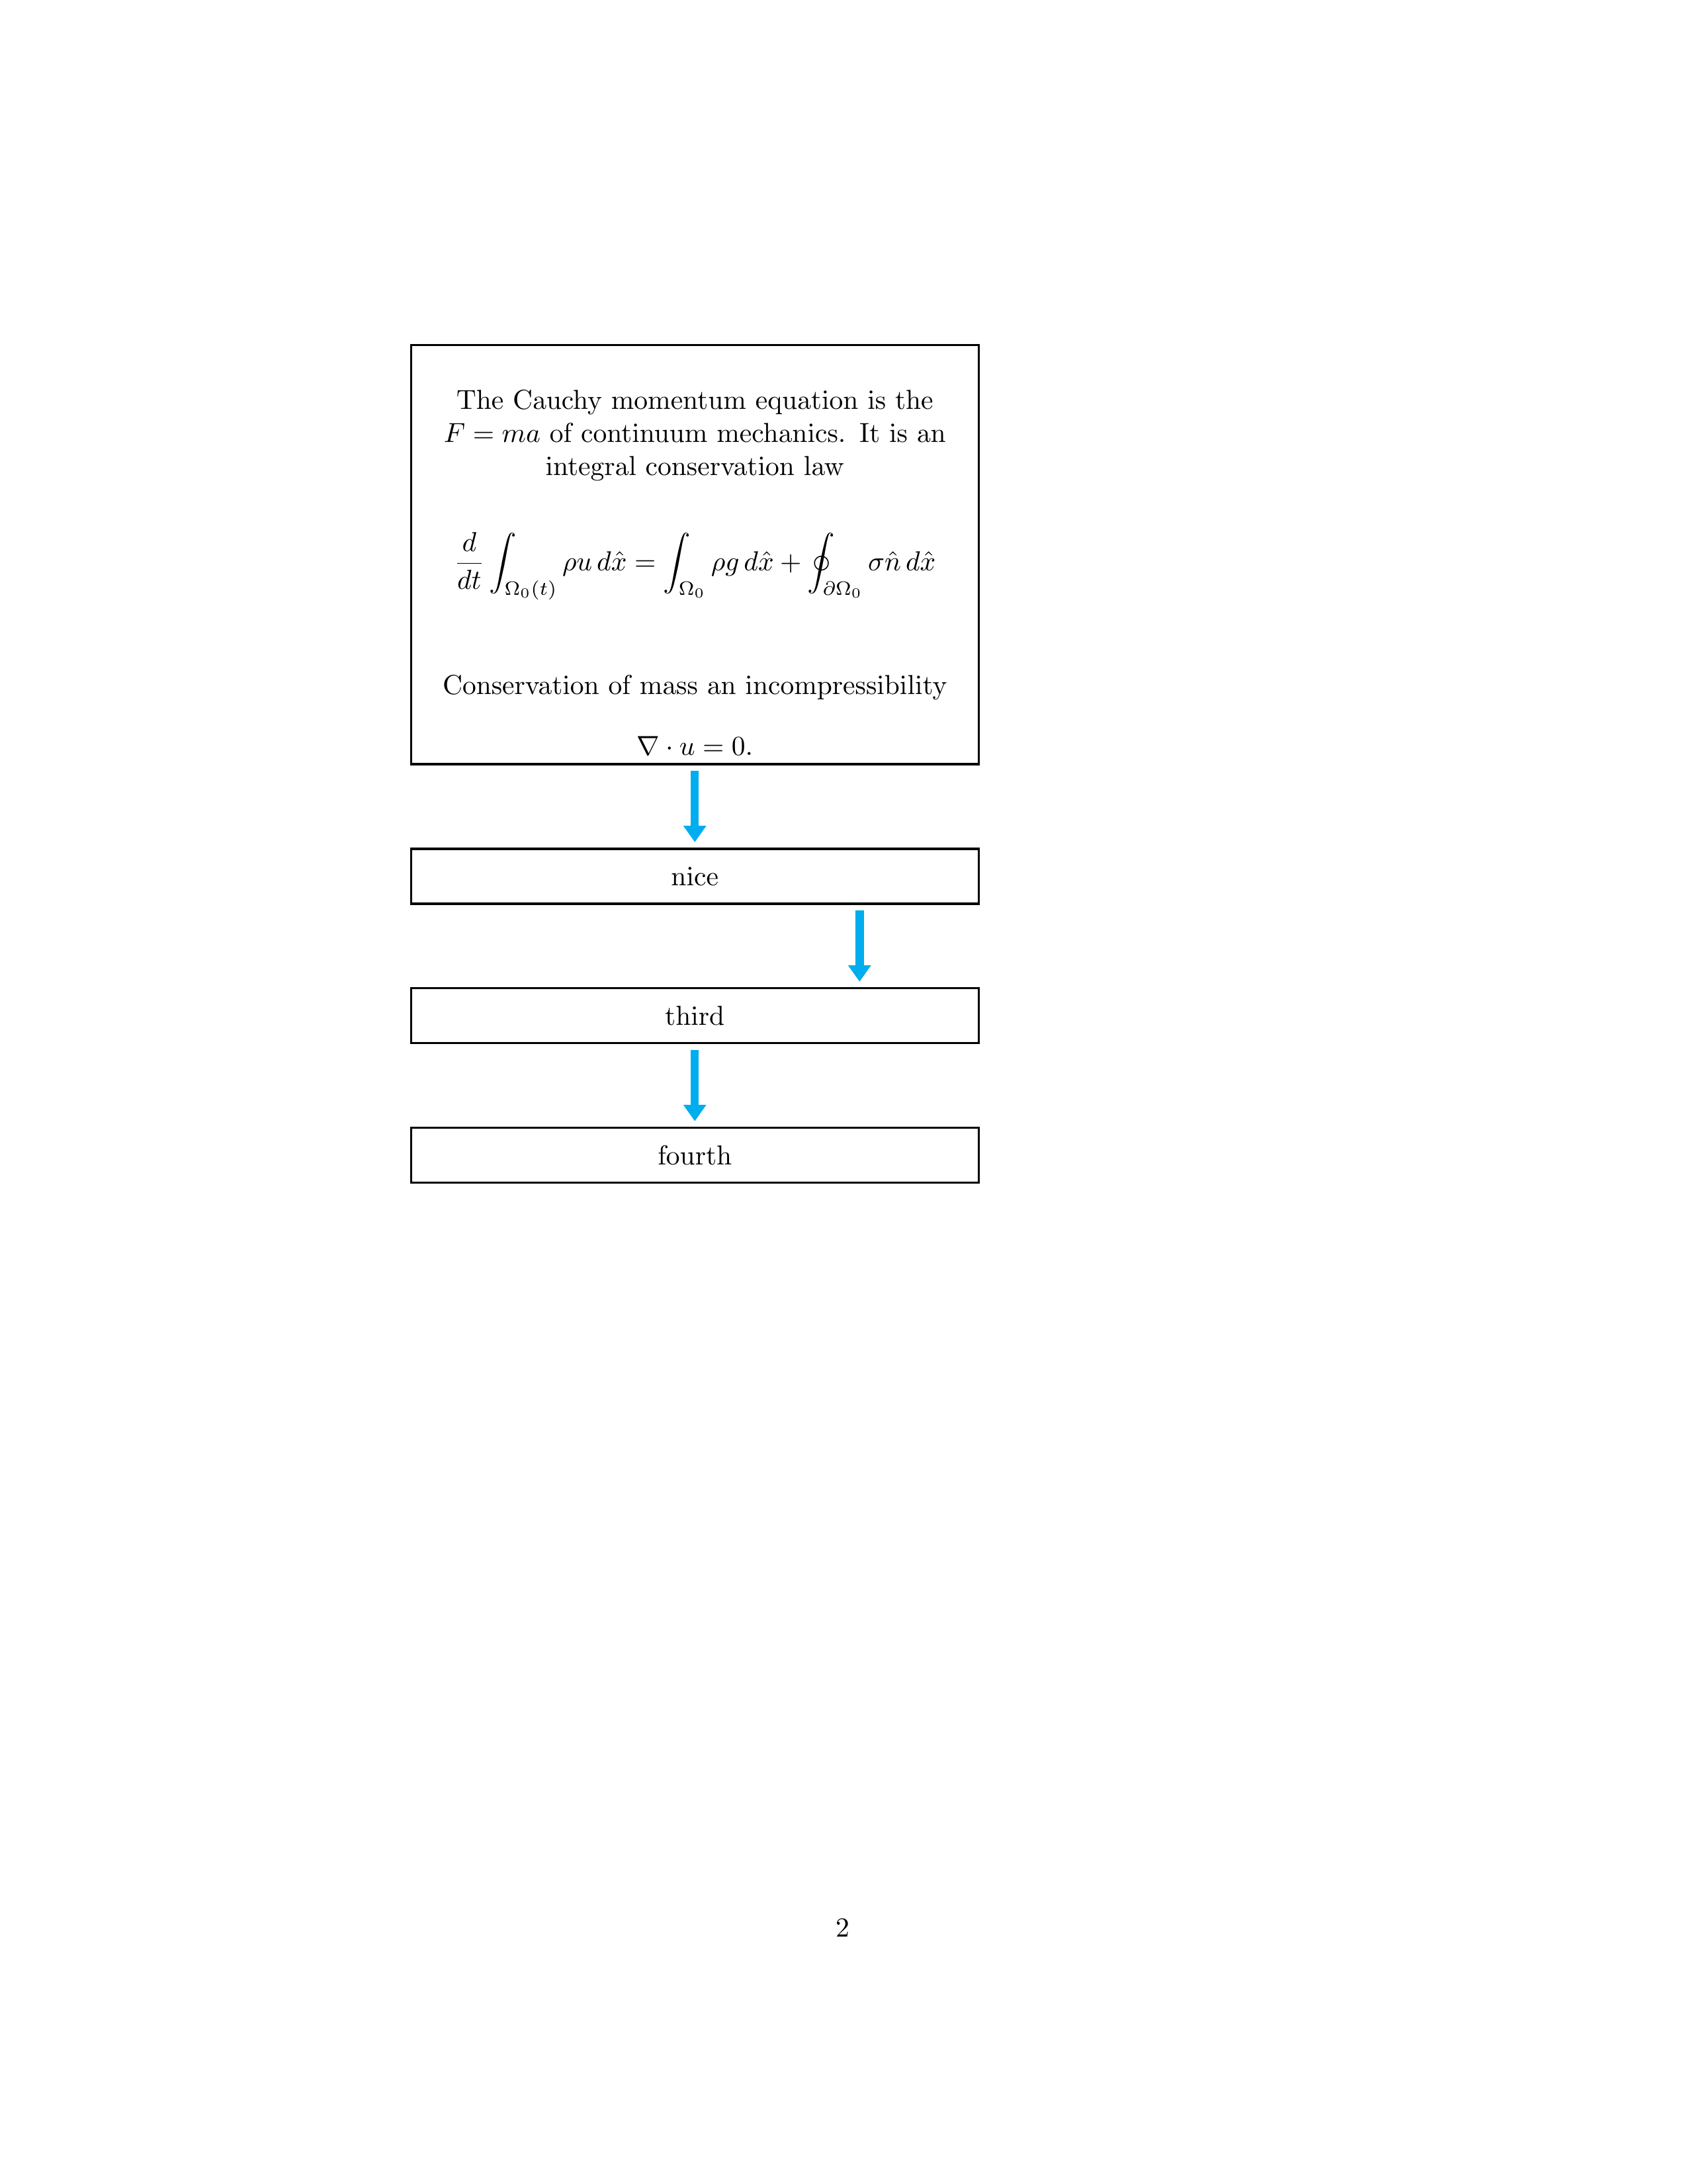 The Cauchy momentum equation is the
F = ma of continuum mechanics. It is an
integral conservation law
\frac{d}{dt} \int_{\Omega_0(t)} \rho u \, d\hat{x} = \int_{\Omega_0} \rho g \, d\hat{x} + \oint_{\partial\Omega_0} \sigma \hat{n} \, d\hat{x}
Conservation of mass an incompressibility
∇ · u = 0.
nice
third
fourth
2